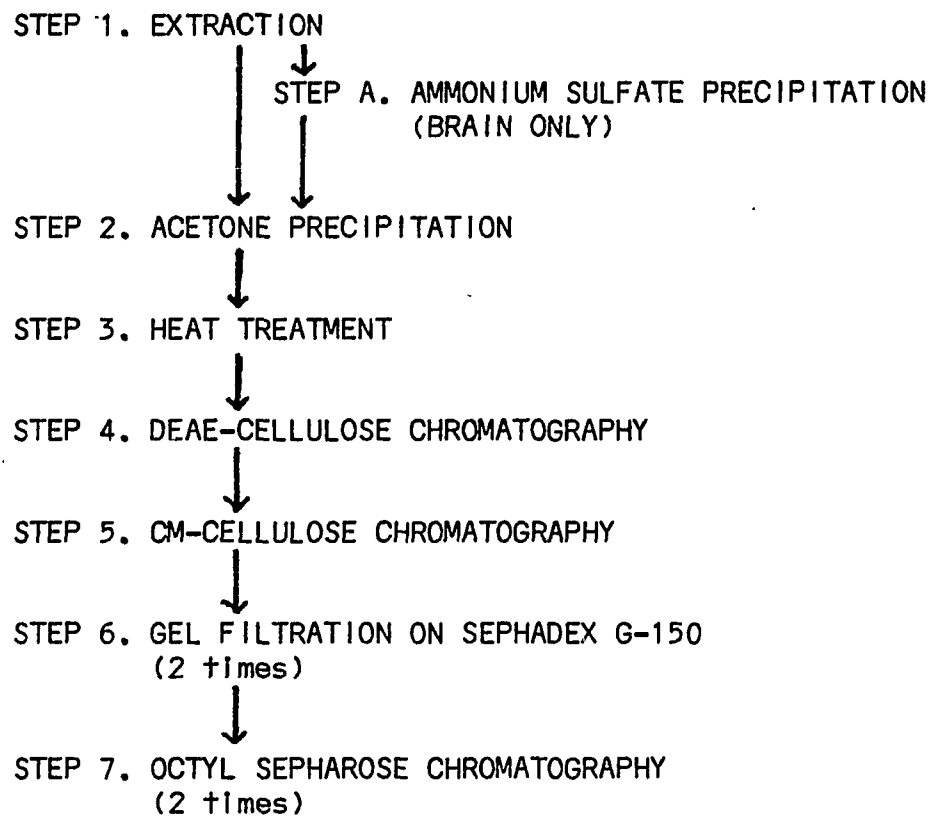 STEP 1. EXTRACTION
STEP A. AMMONIUM SULFATE PRECIPITATION
(BRAIN ONLY)
STEP 2. ACETONE PRECIPITATION
STEP 3. HEAT TREATMENT
STEP 4. DEAE-CELLULOSE CHROMATOGRAPHY
STEP 5. CM-CELLULOSE CHROMATOGRAPHY
STEP 6. GEL FILTRATION ON SEPHADEX G-150
(2 times)
STEP 7. OCTYL SEPHAROSE CHROMATOGRAPHY
(2 times)